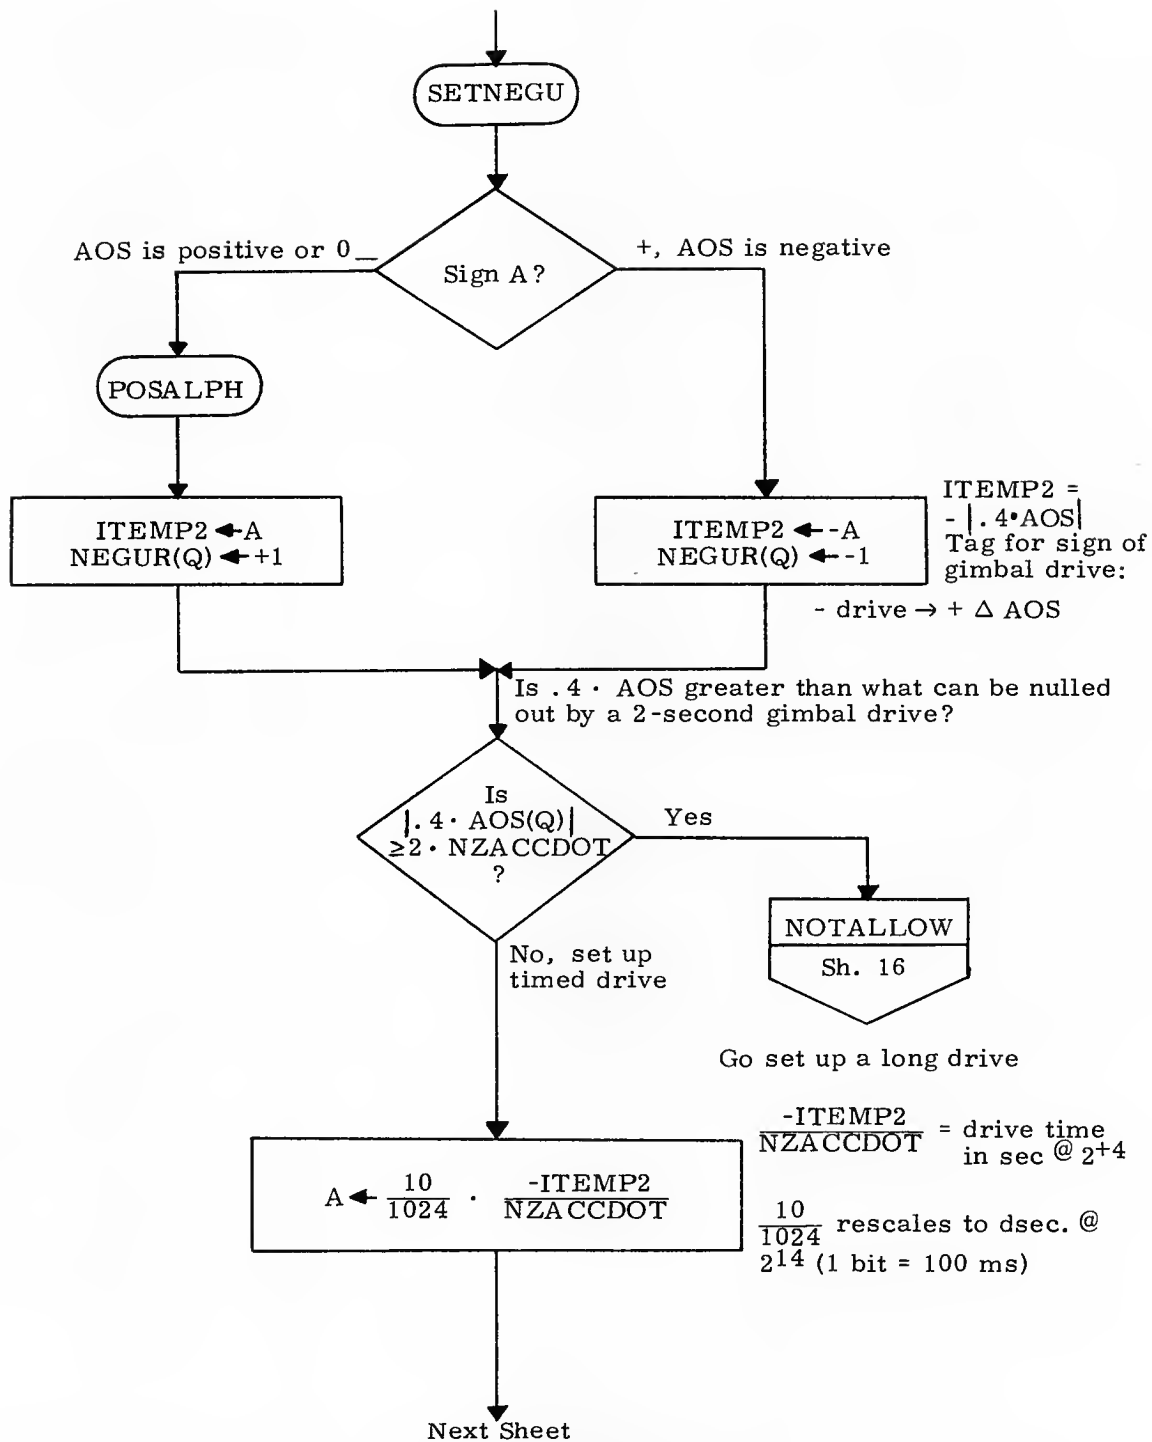 SETNEGU
AOS is positive or 0_
Sign A?
+, AOS is negative
POSALPH
ITEMP2 ← A
NEGUR(Q) ← +1
ITEMP2 ← -A
NEGUR(Q) ← -1
ITEMP2 =
- |.4•AOS|
Tag for sign of
gimbal drive:
- drive → + Δ AOS
Is .4 · AOS greater than what can be nulled
out by a 2-second gimbal drive?
Is
|.4 · AOS(Q)|
≥2 · NZACCDOT
?
Yes
NOTALLOW
Sh. 16
No, set up
timed drive
Go set up a long drive
A ← 10/1024 · -ITEMP2/NZACCDOT
-ITEMP2/NZACCDOT = drive time
in sec @ 2+4
10/1024 rescales to dsec. @
2^14 (1 bit = 100 ms)
Next Sheet